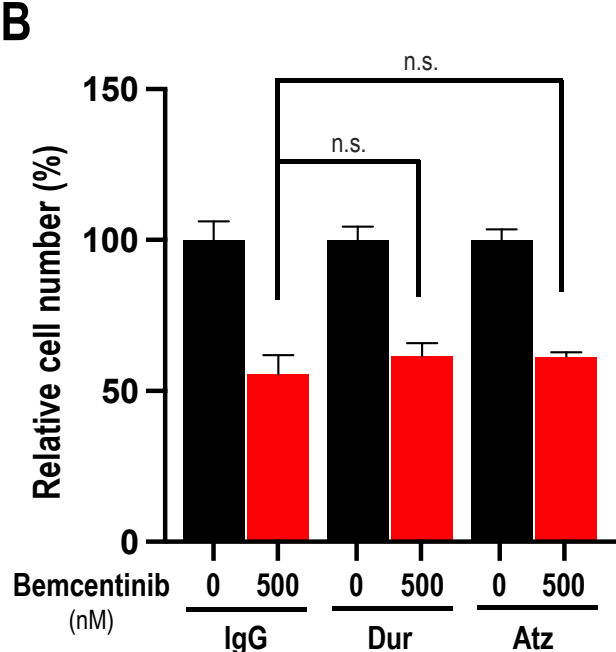 B
n.s.
n.s.
150
100
50
0
Relative cell number (%)
Bemcentinib 0 500 0 500 0 500
(nM)
IgG Dur Atz